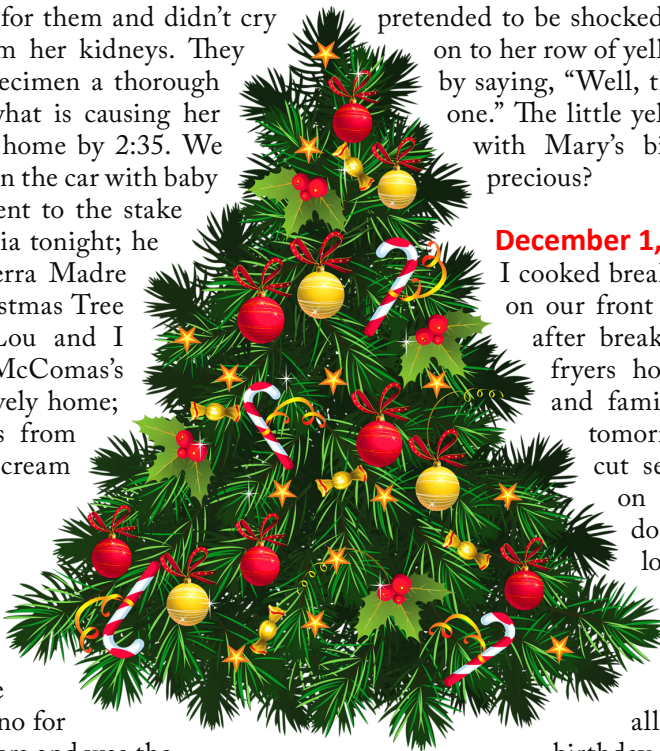 for them and didn't cry
m her kidneys. They
ecimen a thorough
what is causing her
home by 2:35. We
n the car with baby
ent to the stake
ia tonight; he
erra Madre
stmas Tree
Lou and I
McComas's
vely home;
s from
cream
no for
pretended to be shocked
on to her row of yell
by saying, "Well, t
one." The little yel
with Mary's bi
precious?
December 1,
I cooked break
on our front
after break
fryers ho
and fami
tomorr
cut se
on
do
lo
all